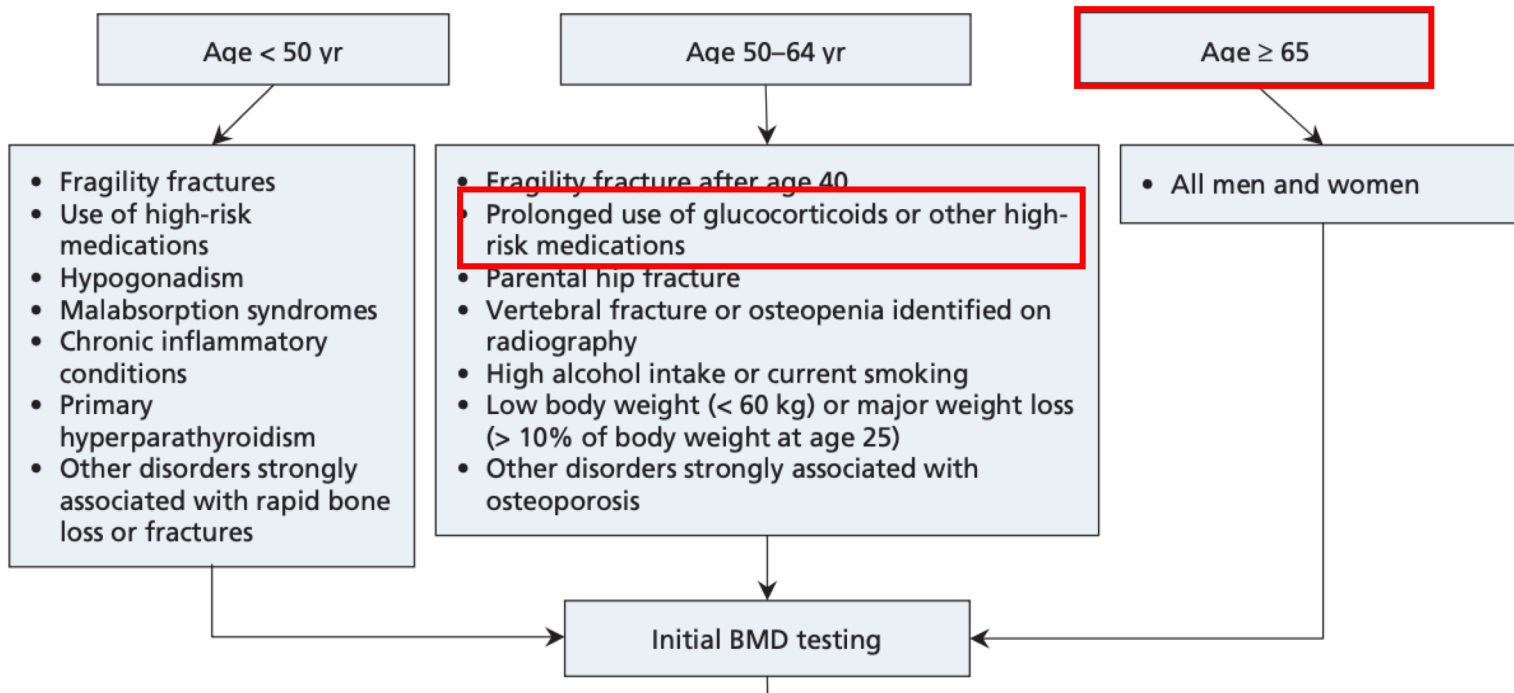 Age < 50 yr
Age 50–64 yr
Age ≥ 65
• Fragility fractures
• Use of high-risk
medications
• Hypogonadism
• Malabsorption syndromes
• Chronic inflammatory
conditions
• Primary
hyperparathyroidism
• Other disorders strongly
associated with rapid bone
loss or fractures
• Fragility fracture after age 40
• Prolonged use of glucocorticoids or other high-
risk medications
• Parental hip fracture
• Vertebral fracture or osteopenia identified on
radiography
• High alcohol intake or current smoking
• Low body weight (< 60 kg) or major weight loss
(> 10% of body weight at age 25)
• Other disorders strongly associated with
osteoporosis
• All men and women
Initial BMD testing